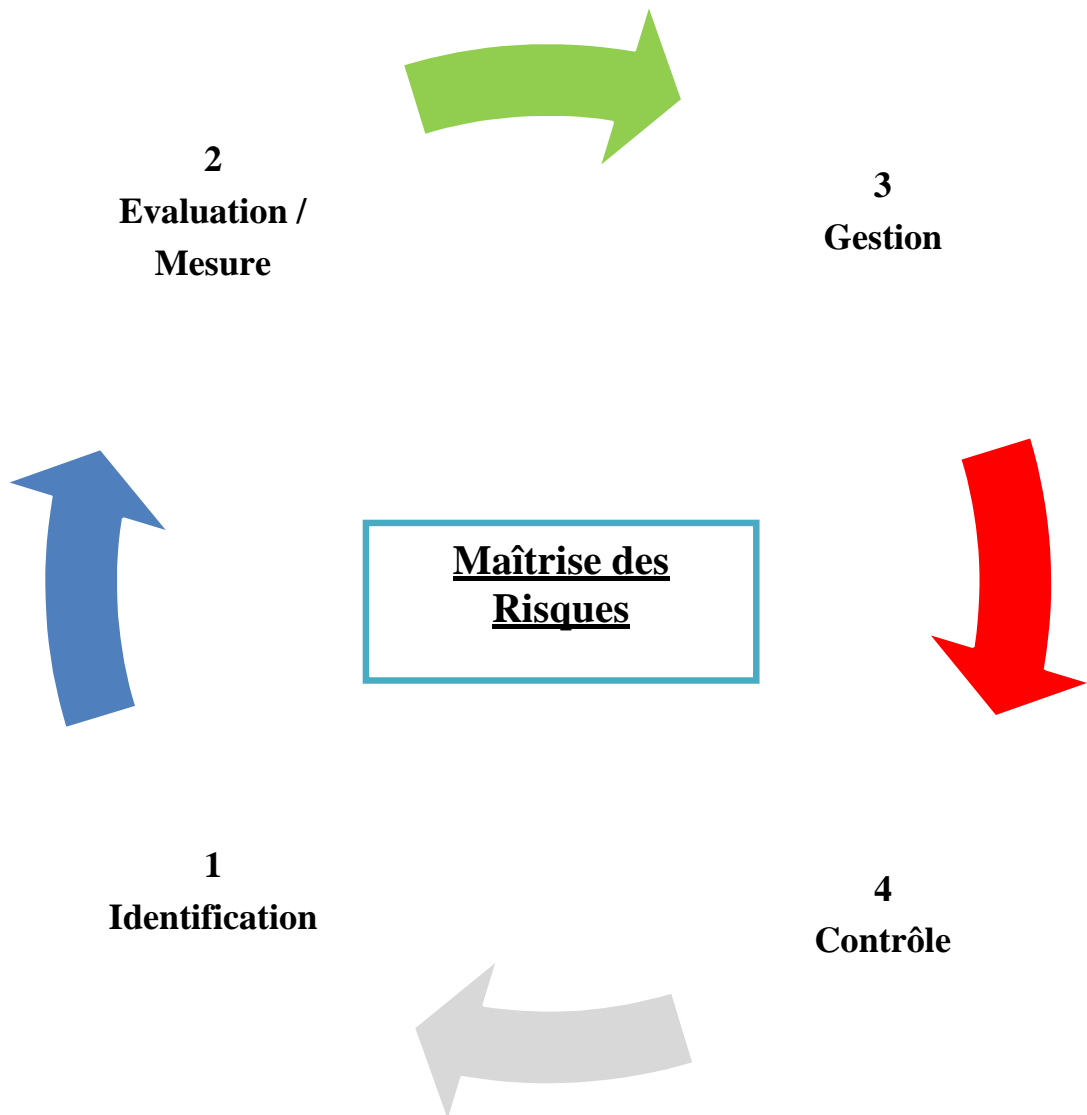 2
Evaluation /
Mesure
3
Gestion
Maîtrise des
Risques
1
Identification
4
Contrôle